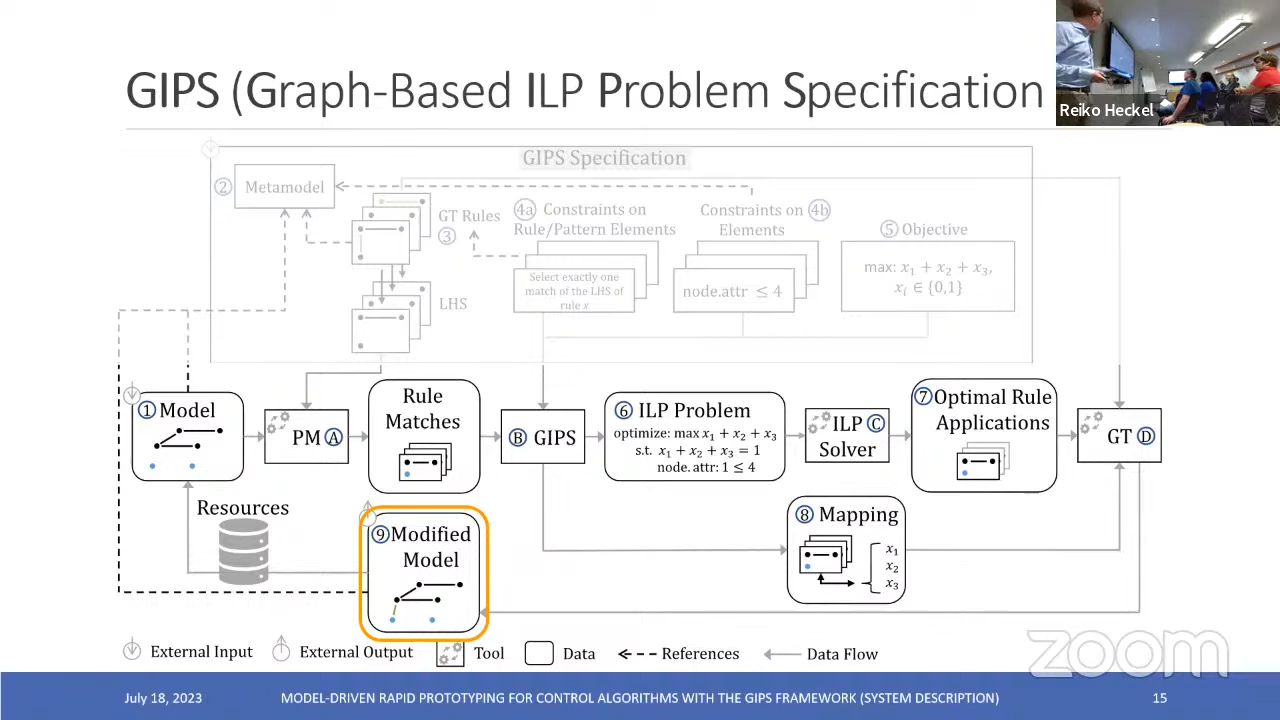 GIPS (Graph-Based ILP Problem Specification
Reiko Heckel
GIPS Specification
② Metamodel
GT Rules
③
4a Constraints on
Rule/Pattern Elements
Constraints on 4b
Elements
⑤ Objective
Select exactly one
match of the LHS of
rule x
node.attr ≤ 4
max: x₁ + x₂ + x₃,
xᵢ ∈ {0,1}
LHS
① Model
PM Ⓐ
Rule
Matches
Ⓑ GIPS
⑥ ILP Problem
optimize: max x₁ + x₂ + x₃
s.t. x₁ + x₂ + x₃ = 1
node. attr: 1 ≤ 4
ILP Ⓒ
Solver
⑦ Optimal Rule
Applications
GT Ⓓ
Resources
⑨ Modified
Model
⑧ Mapping
x₁
x₂
x₃
External Input
External Output
Tool
Data
References
Data Flow
zoom
July 18, 2023
MODEL-DRIVEN RAPID PROTOTYPING FOR CONTROL ALGORITHMS WITH THE GIPS FRAMEWORK (SYSTEM DESCRIPTION)
15